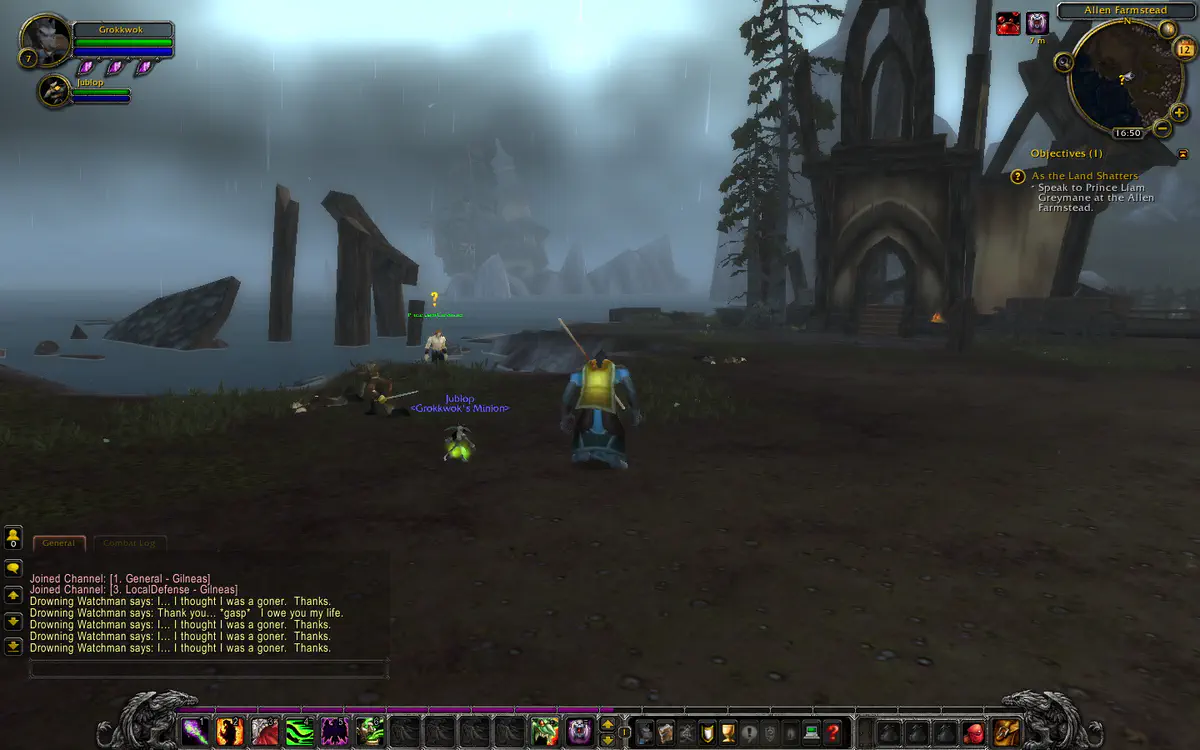 Grokkwok
7
Jublop
7 m
Allen Farmstead
N
12
16:50
Objectives (1)
As the Land Shatters
- Speak to Prince Liam
Greymane at the Allen
Farmstead.
Jublop
<Grokkwok's Minion>
0
General
Combat Log
Joined Channel: [1. General - Gilneas]
Joined Channel: [3. LocalDefense - Gilneas]
Drowning Watchman says: I... I thought I was a goner. Thanks.
Drowning Watchman says: Thank you... *gasp* I owe you my life.
Drowning Watchman says: I... I thought I was a goner. Thanks.
Drowning Watchman says: I... I thought I was a goner. Thanks.
Drowning Watchman says: I... I thought I was a goner. Thanks.